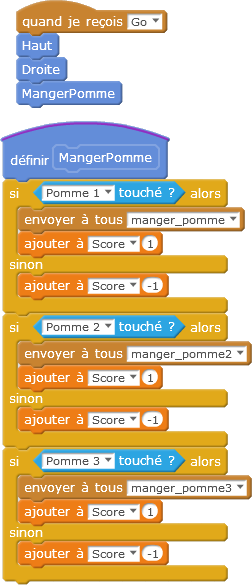 quand je reçois Go
Haut
Droite
MangerPomme
définir MangerPomme
si Pomme 1 touché ? alors
envoyer à tous manger_pomme
ajouter à Score 1
sinon
ajouter à Score -1
si Pomme 2 touché ? alors
envoyer à tous manger_pomme2
ajouter à Score 1
sinon
ajouter à Score -1
si Pomme 3 touché ? alors
envoyer à tous manger_pomme3
ajouter à Score 1
sinon
ajouter à Score -1